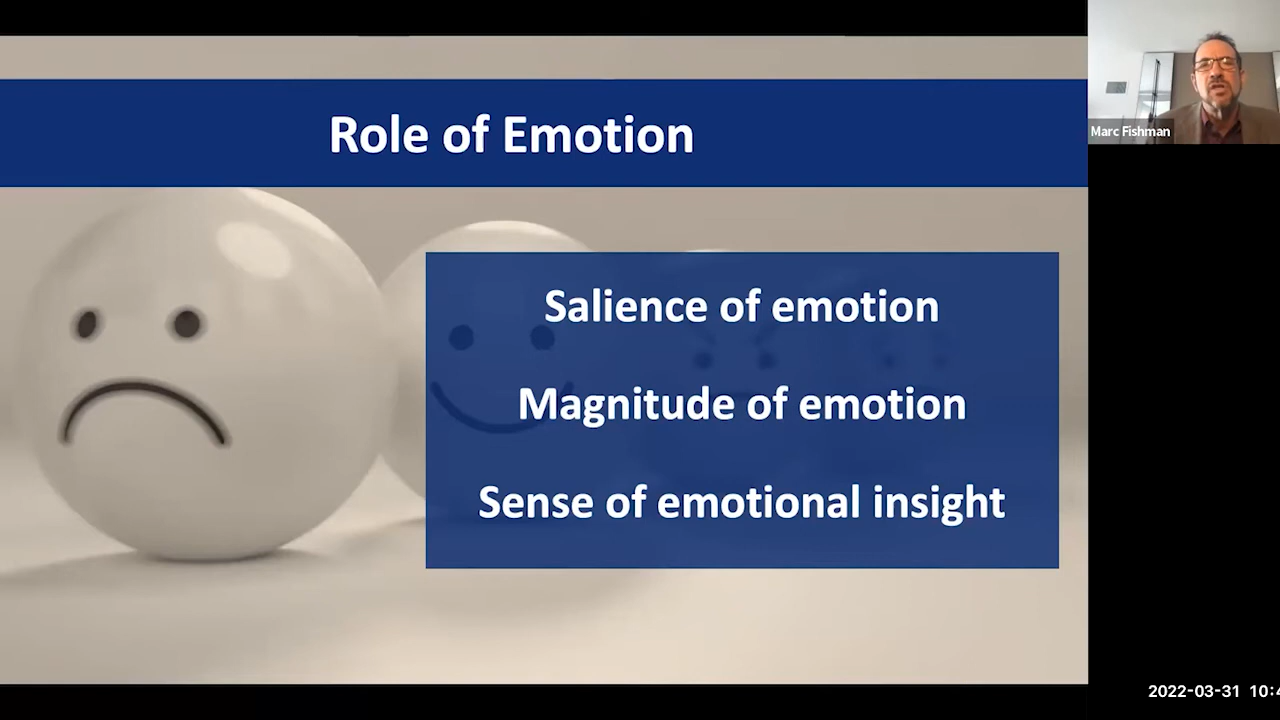 Role of Emotion
Marc Fishman
Salience of emotion
Magnitude of emotion
Sense of emotional insight
2022-03-31 10:4